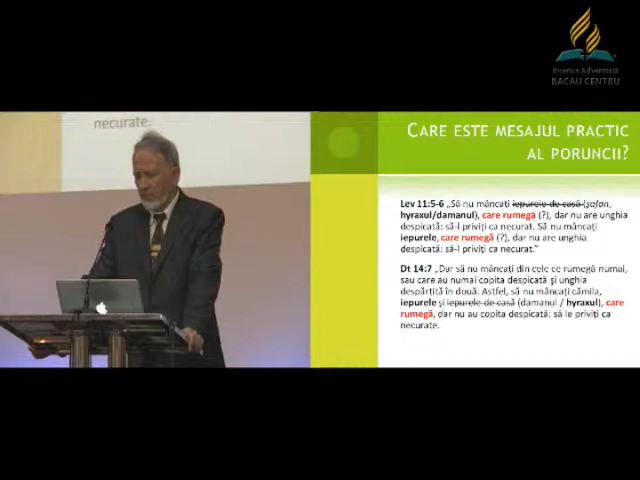 Biserica Adventistă
BACĂU CENTRU
necurate.
CARE ESTE MESAJUL PRACTIC
AL PORUNCII?
Lev 11:5-6 „Să nu mâncați iepurele de casă (șafan,
hyraxul/damanul), care rumegă (?), dar nu are unghia
despicată: să-l priviți ca necurat. Să nu mâncați
iepurele, care rumegă (?), dar nu are unghia
despicată: să-l priviți ca necurat.”
Dt 14:7 „Dar să nu mâncați din cele ce rumegă numai,
sau care au numai copita despicată și unghia
despărțită în două. Astfel, să nu mâncați cămila,
iepurele și iepurele de casă (damanul / hyraxul), care
rumegă, dar nu au copita despicată: să le priviți ca
necurate.